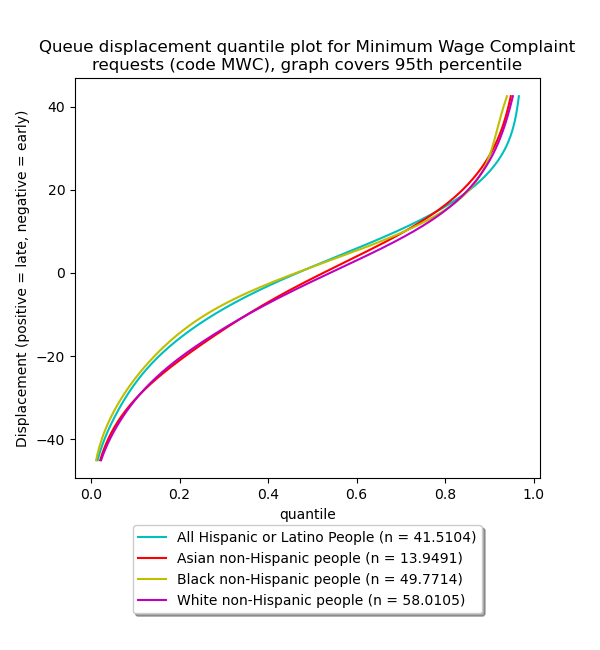 Queue displacement quantile plot for Minimum Wage Complaint
requests (code MWC), graph covers 95th percentile
Displacement (positive = late, negative = early)
40
20
0
−20
−40
0.0 0.2 0.4 0.6 0.8 1.0
quantile
All Hispanic or Latino People (n = 41.5104)
Asian non-Hispanic people (n = 13.9491)
Black non-Hispanic people (n = 49.7714)
White non-Hispanic people (n = 58.0105)